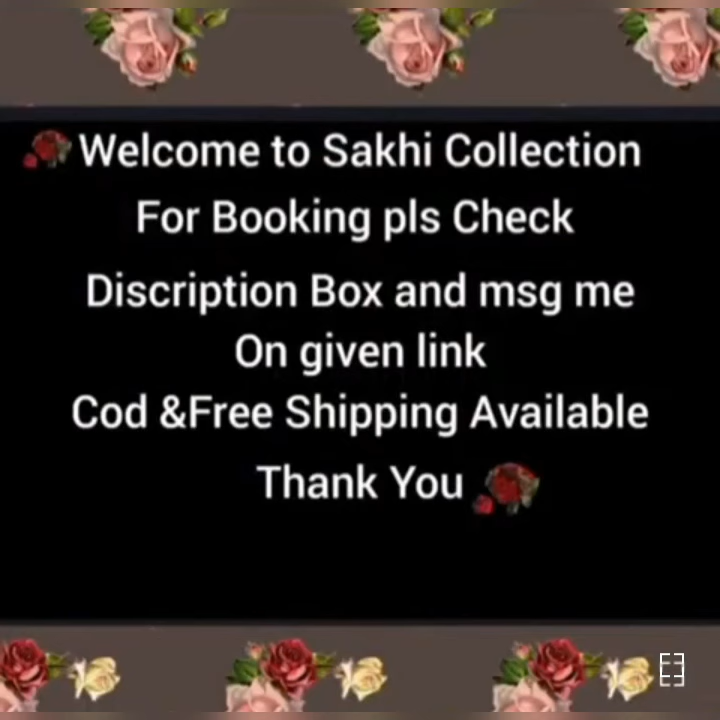 Welcome to Sakhi Collection
For Booking pls Check
Discription Box and msg me
On given link
Cod &Free Shipping Available
Thank You